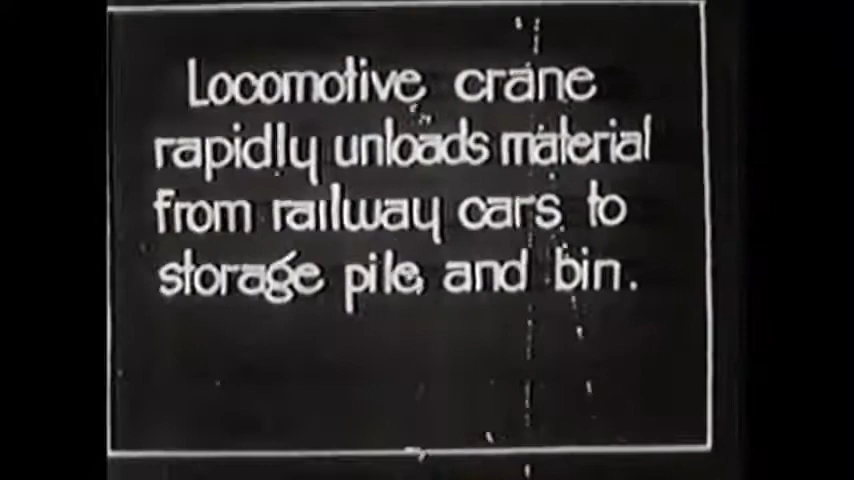 Locomotive crane
rapidly unloads material
from railway cars to
storage pile and bin.